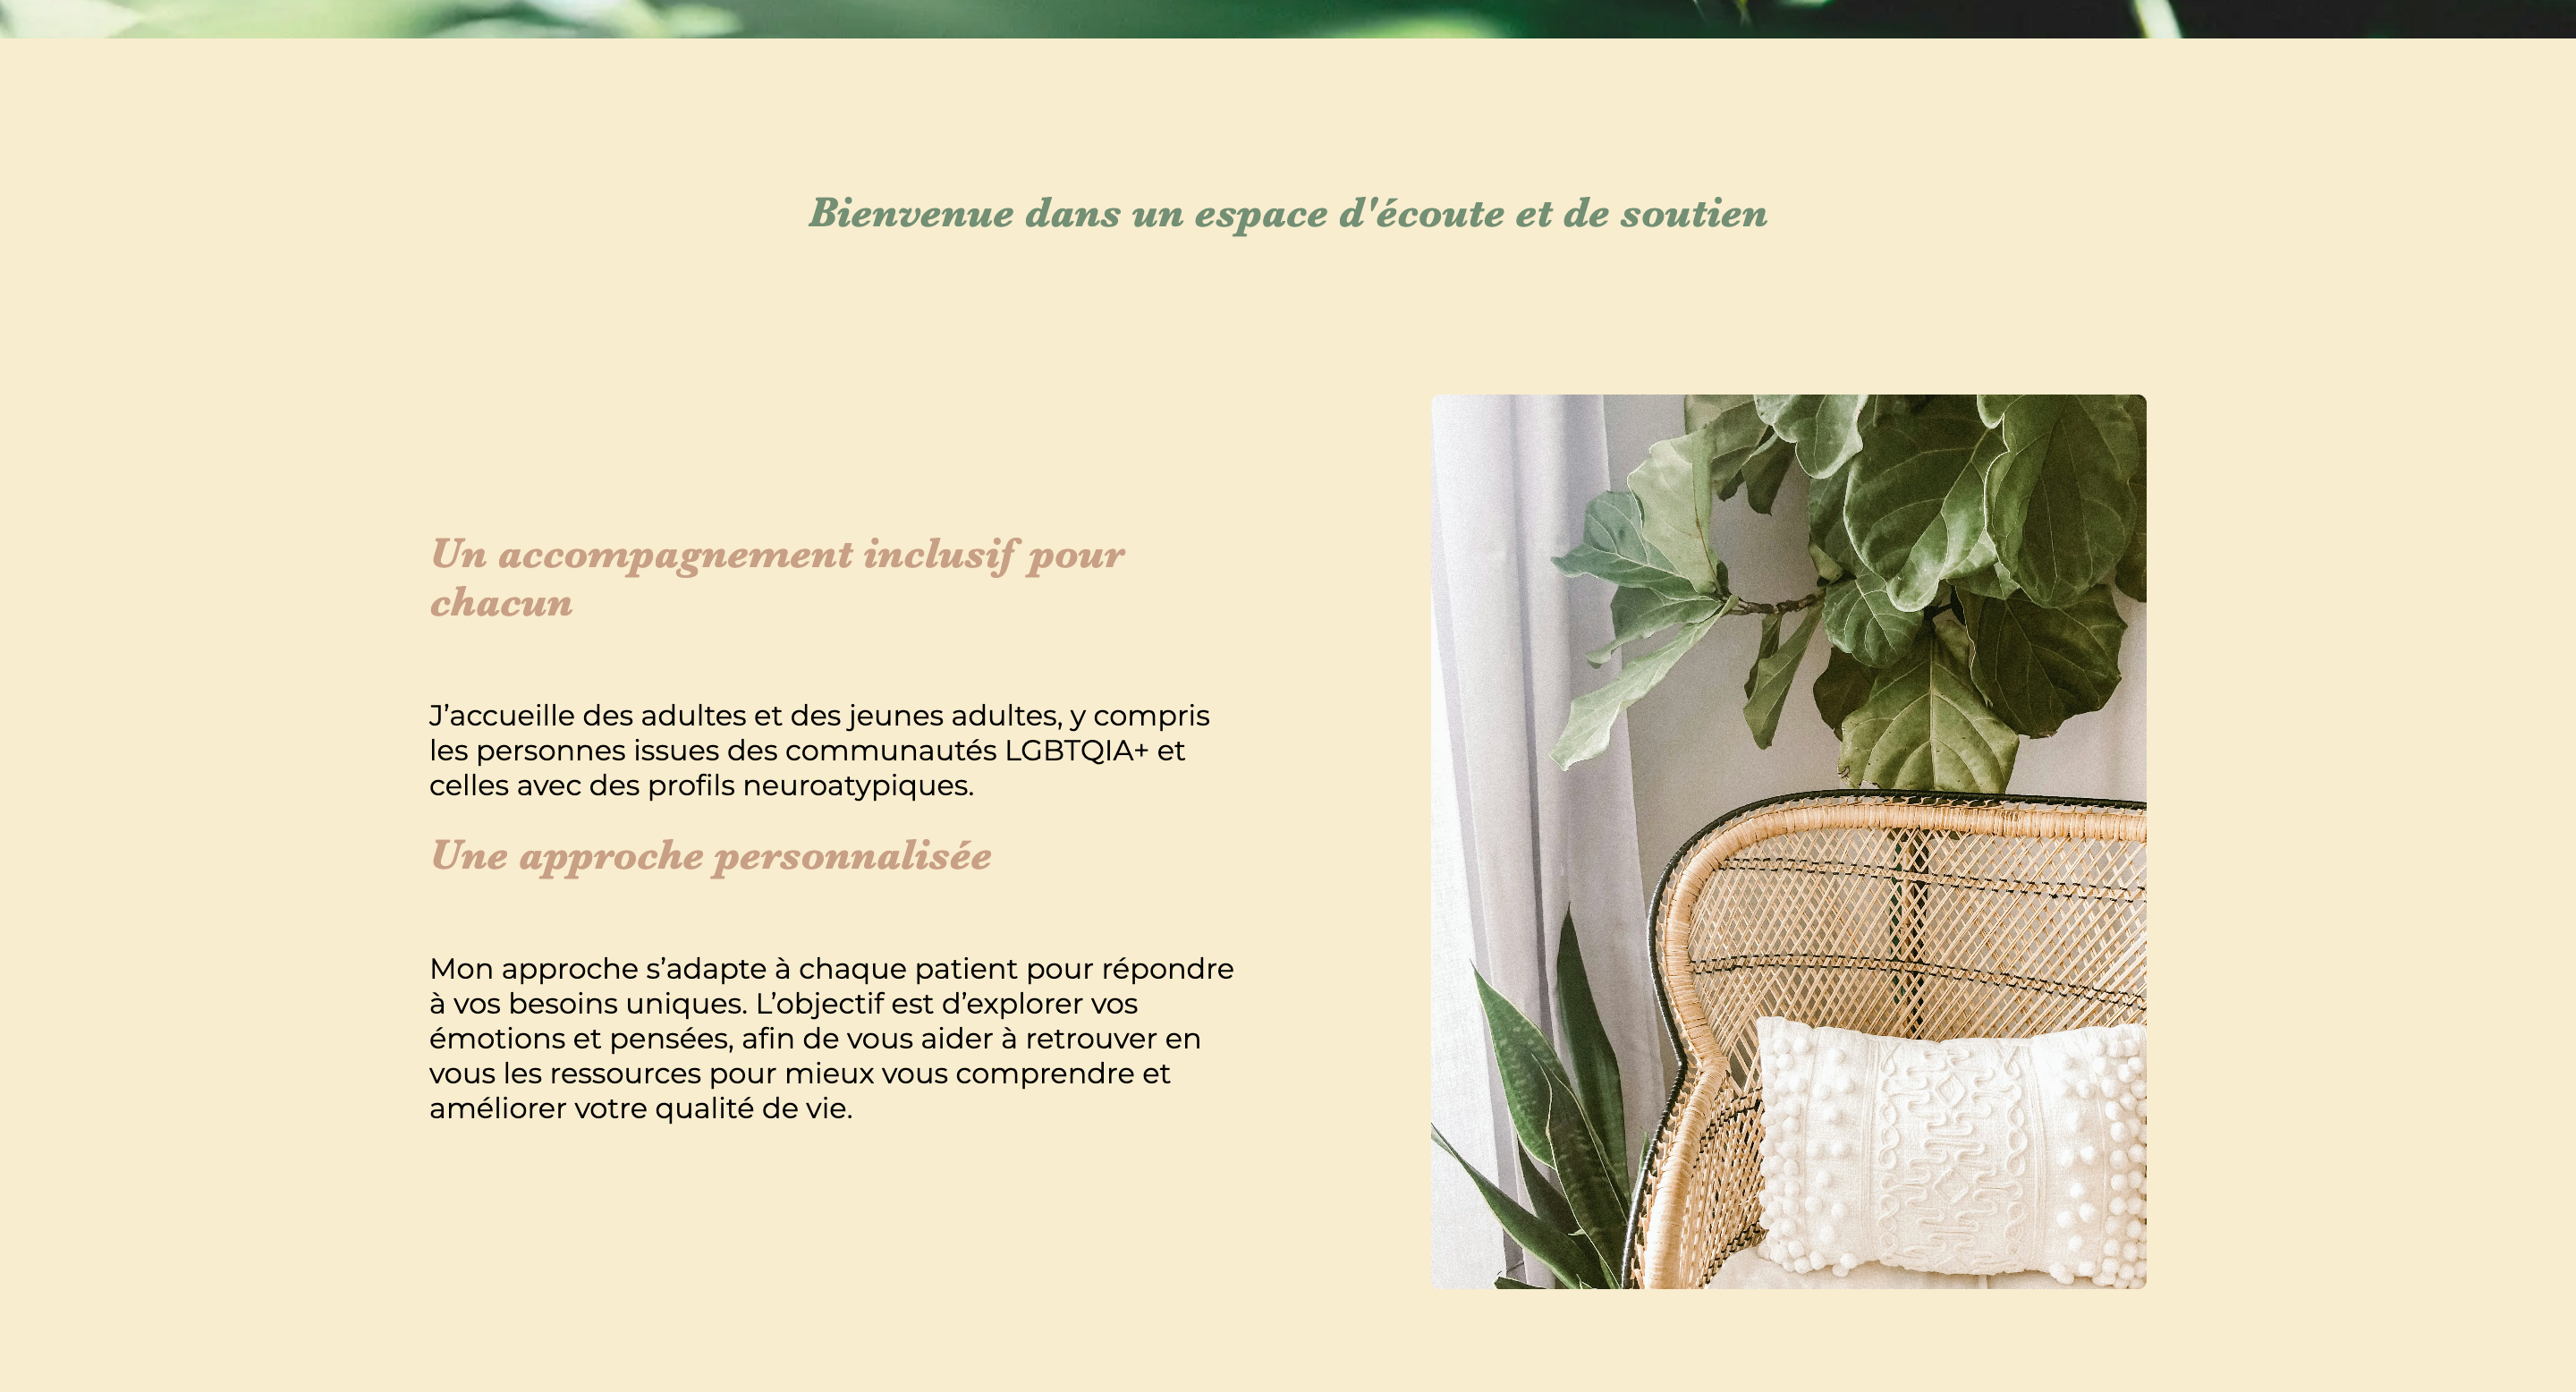 Bienvenue dans un espace d'écoute et de soutien
Un accompagnement inclusif pour
chacun
J’accueille des adultes et des jeunes adultes, y compris
les personnes issues des communautés LGBTQIA+ et
celles avec des profils neuroatypiques.
Une approche personnalisée
Mon approche s’adapte à chaque patient pour répondre
à vos besoins uniques. L’objectif est d’explorer vos
émotions et pensées, afin de vous aider à retrouver en
vous les ressources pour mieux vous comprendre et
améliorer votre qualité de vie.